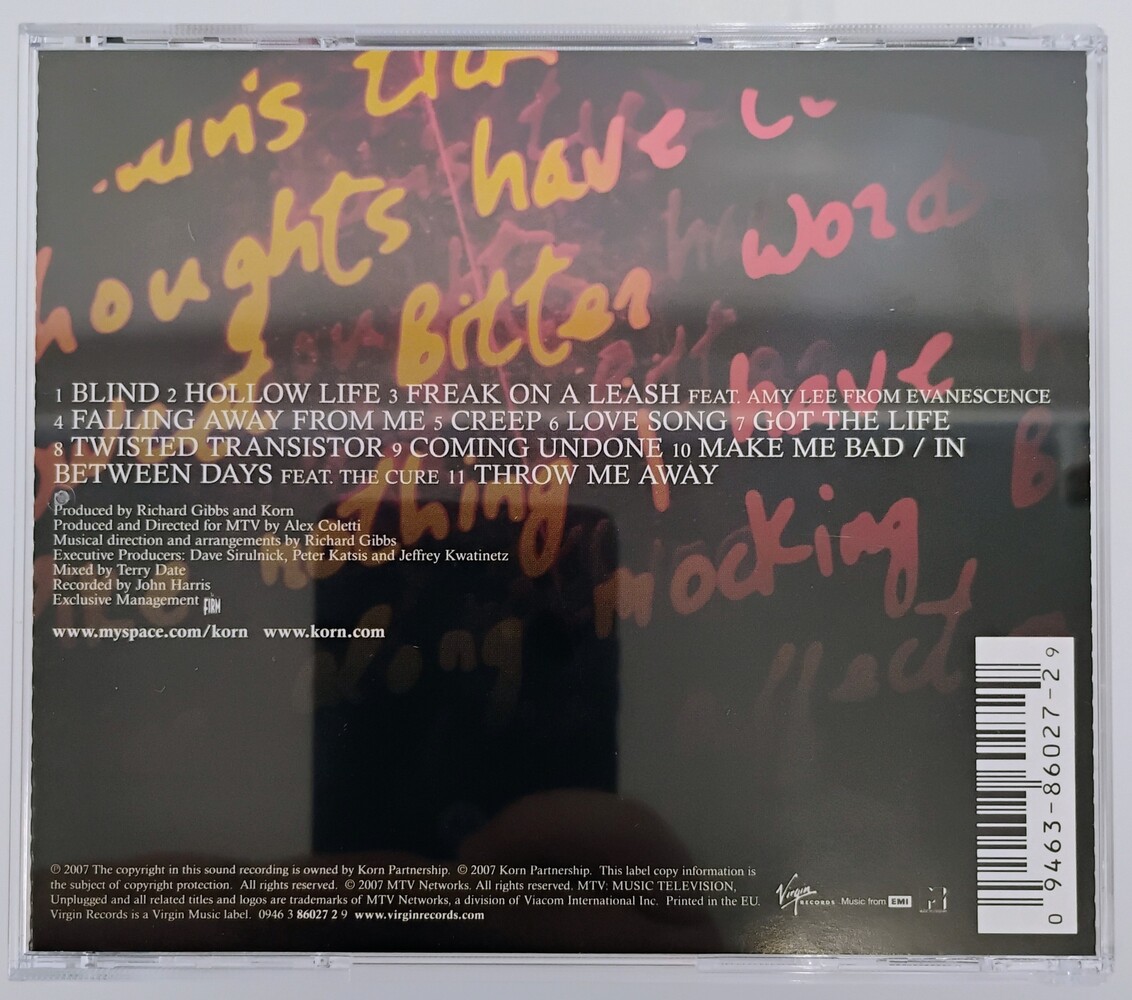 houghts have
Bitter word
have
1 BLIND 2 HOLLOW LIFE 3 FREAK ON A LEASH FEAT. AMY LEE FROM EVANESCENCE
4 FALLING AWAY FROM ME 5 CREEP 6 LOVE SONG 7 GOT THE LIFE
8 TWISTED TRANSISTOR 9 COMING UNDONE 10 MAKE ME BAD / IN
BETWEEN DAYS FEAT. THE CURE 11 THROW ME AWAY
thing i
mocking
Produced by Richard Gibbs and Korn
Produced and Directed for MTV by Alex Coletti
Musical direction and arrangements by Richard Gibbs
Executive Producers: Dave Sirulnick, Peter Katsis and Jeffrey Kwatinetz
Mixed by Terry Date
Recorded by John Harris
Exclusive Management FIRM
www.myspace.com/korn www.korn.com
℗ 2007 The copyright in this sound recording is owned by Korn Partnership. © 2007 Korn Partnership. This label copy information is
the subject of copyright protection. All rights reserved. © 2007 MTV Networks. All rights reserved. MTV: MUSIC TELEVISION,
Unplugged and all related titles and logos are trademarks of MTV Networks, a division of Viacom International Inc. Printed in the EU.
Virgin Records is a Virgin Music label. 0946 3 86027 2 9 www.virginrecords.com
Virgin RECORDS Music from EMI
0 9463-86027-2 9